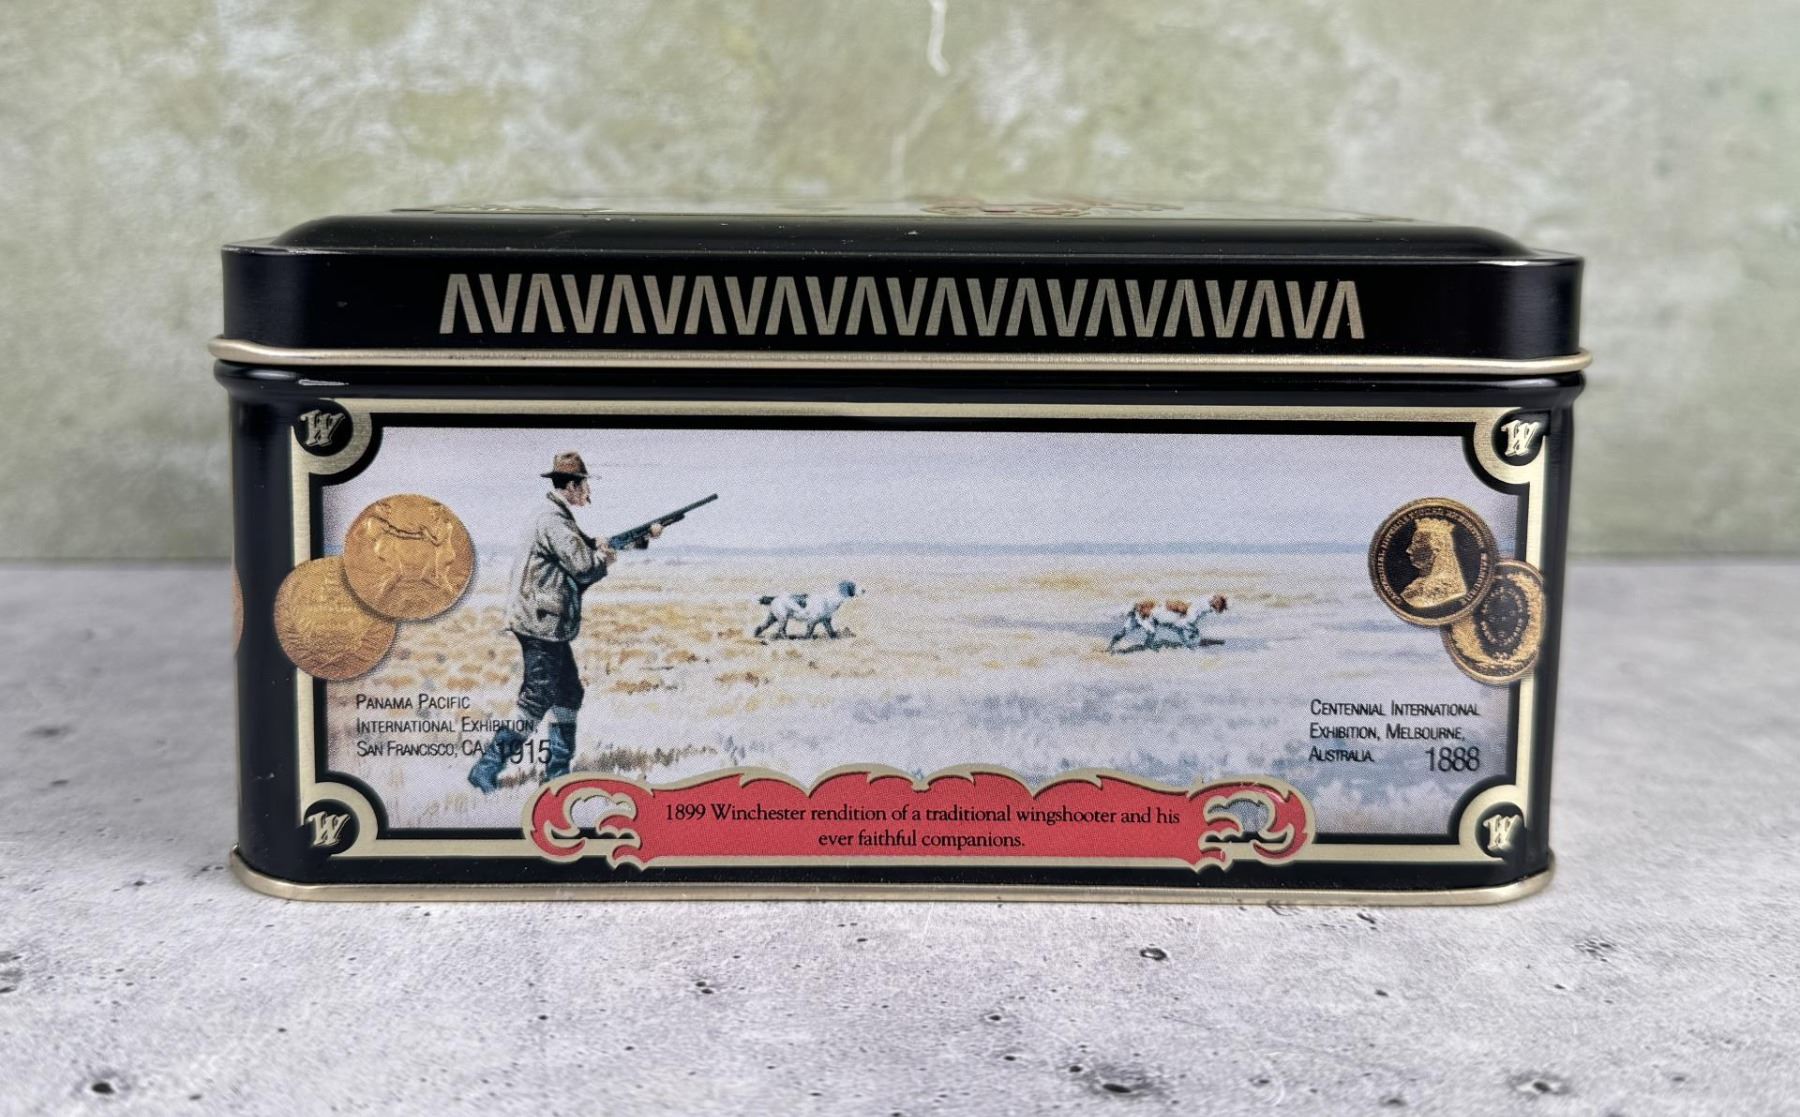 W
W
PANAMA PACIFIC
INTERNATIONAL EXHIBITION,
SAN FRANCISCO, CA. 1915
CENTENNIAL INTERNATIONAL
EXHIBITION, MELBOURNE,
AUSTRALIA. 1888
W
W
1899 Winchester rendition of a traditional wingshooter and his
ever faithful companions.